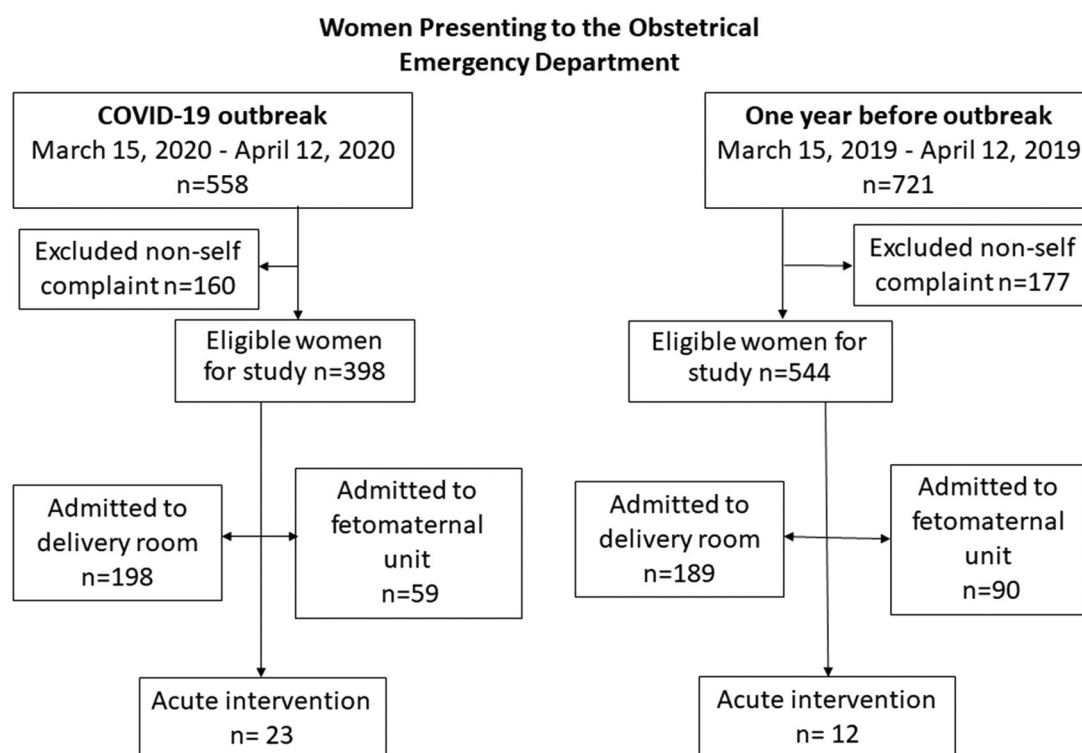 Women Presenting to the Obstetrical
Emergency Department
COVID-19 outbreak
March 15, 2020 - April 12, 2020
n=558
Excluded non-self
complaint n=160
Eligible women
for study n=398
Admitted to
delivery room
n=198
Admitted to
fetomaternal
unit
n=59
Acute intervention
n= 23
One year before outbreak
March 15, 2019 - April 12, 2019
n=721
Excluded non-self
complaint n=177
Eligible women for
study n=544
Admitted to
delivery room
n=189
Admitted to
fetomaternal
unit
n=90
Acute intervention
n= 12